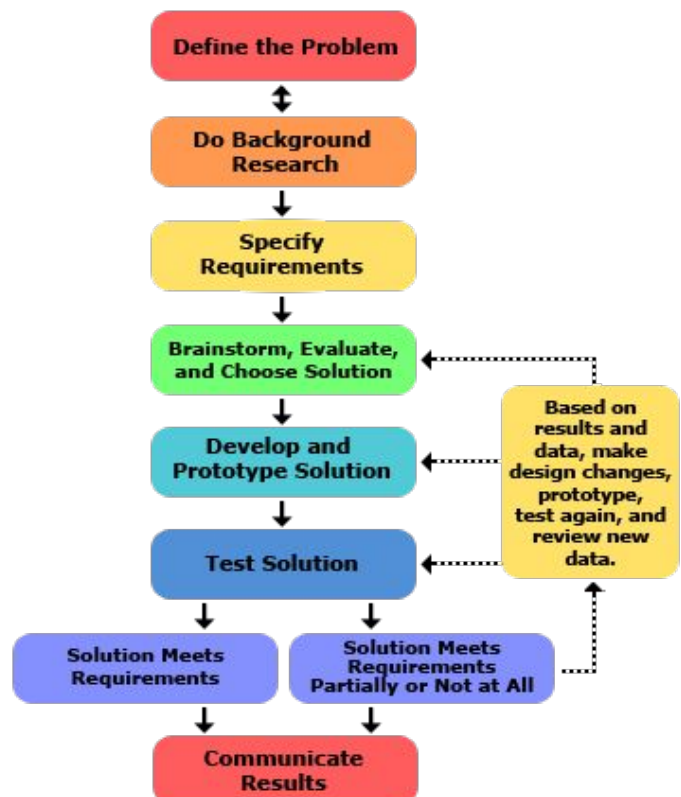 Define the Problem
Do Background
Research
Specify
Requirements
Brainstorm, Evaluate,
and Choose Solution
Based on
results and
data, make
design changes,
prototype,
test again, and
review new
data.
Develop and
Prototype Solution
Test Solution
Solution Meets
Requirements
Solution Meets
Requirements
Partially or Not at All
Communicate
Results